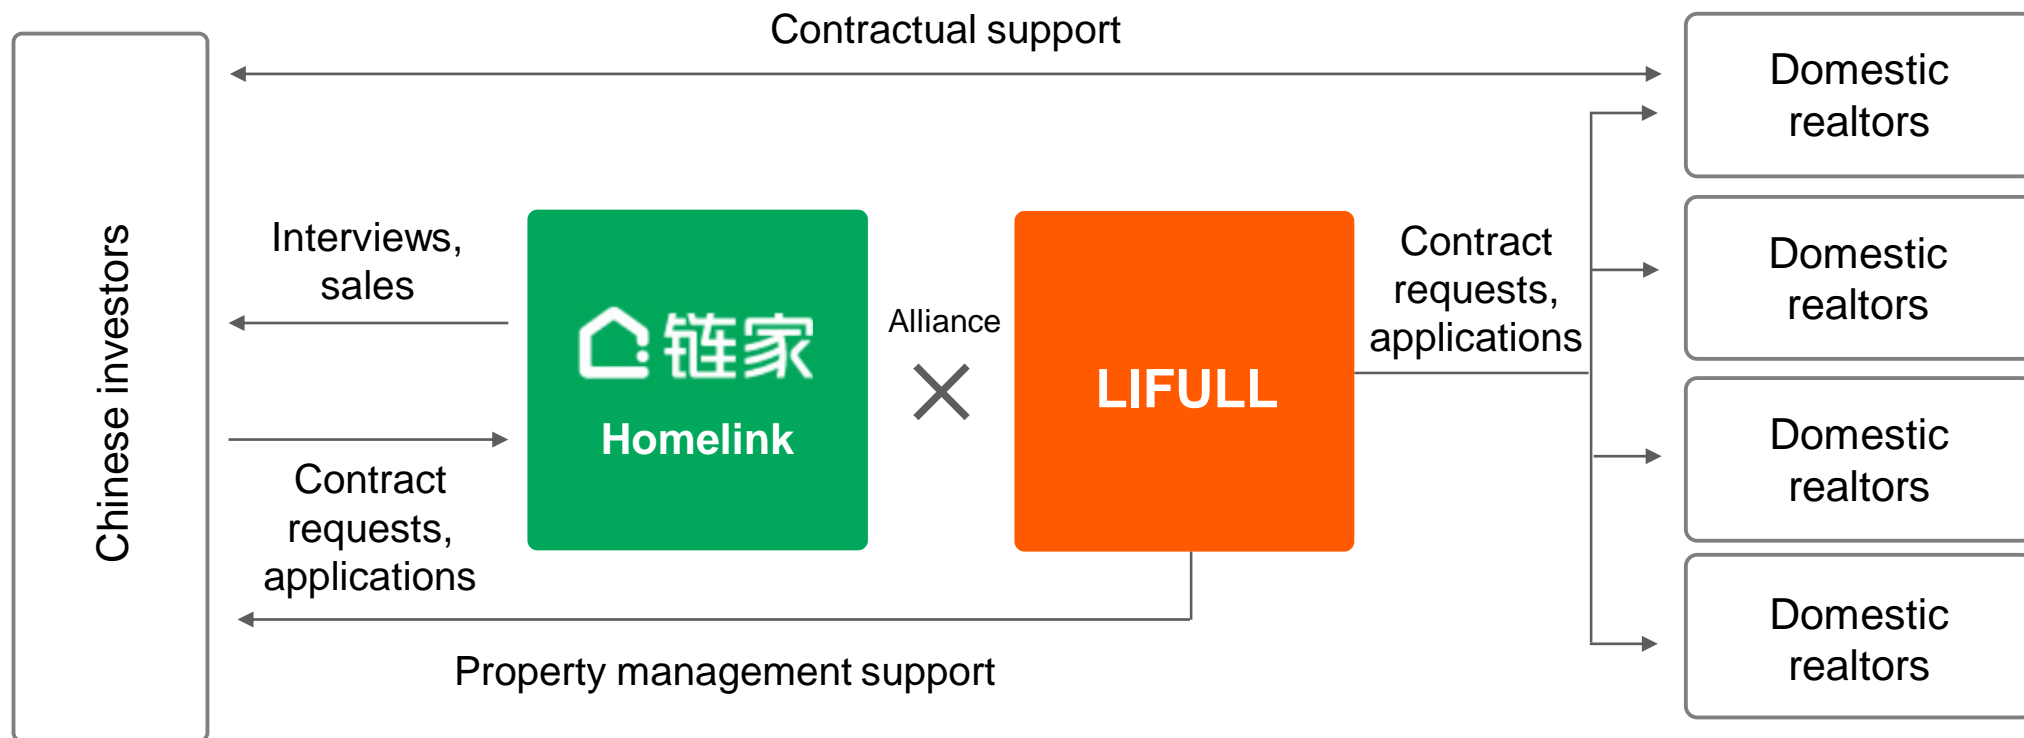 Contractual support
Chinese investors
Interviews,
sales
Contract
requests,
applications
链家
Homelink
Alliance
LIFULL
Contract
requests,
applications
Property management support
Domestic
realtors
Domestic
realtors
Domestic
realtors
Domestic
realtors